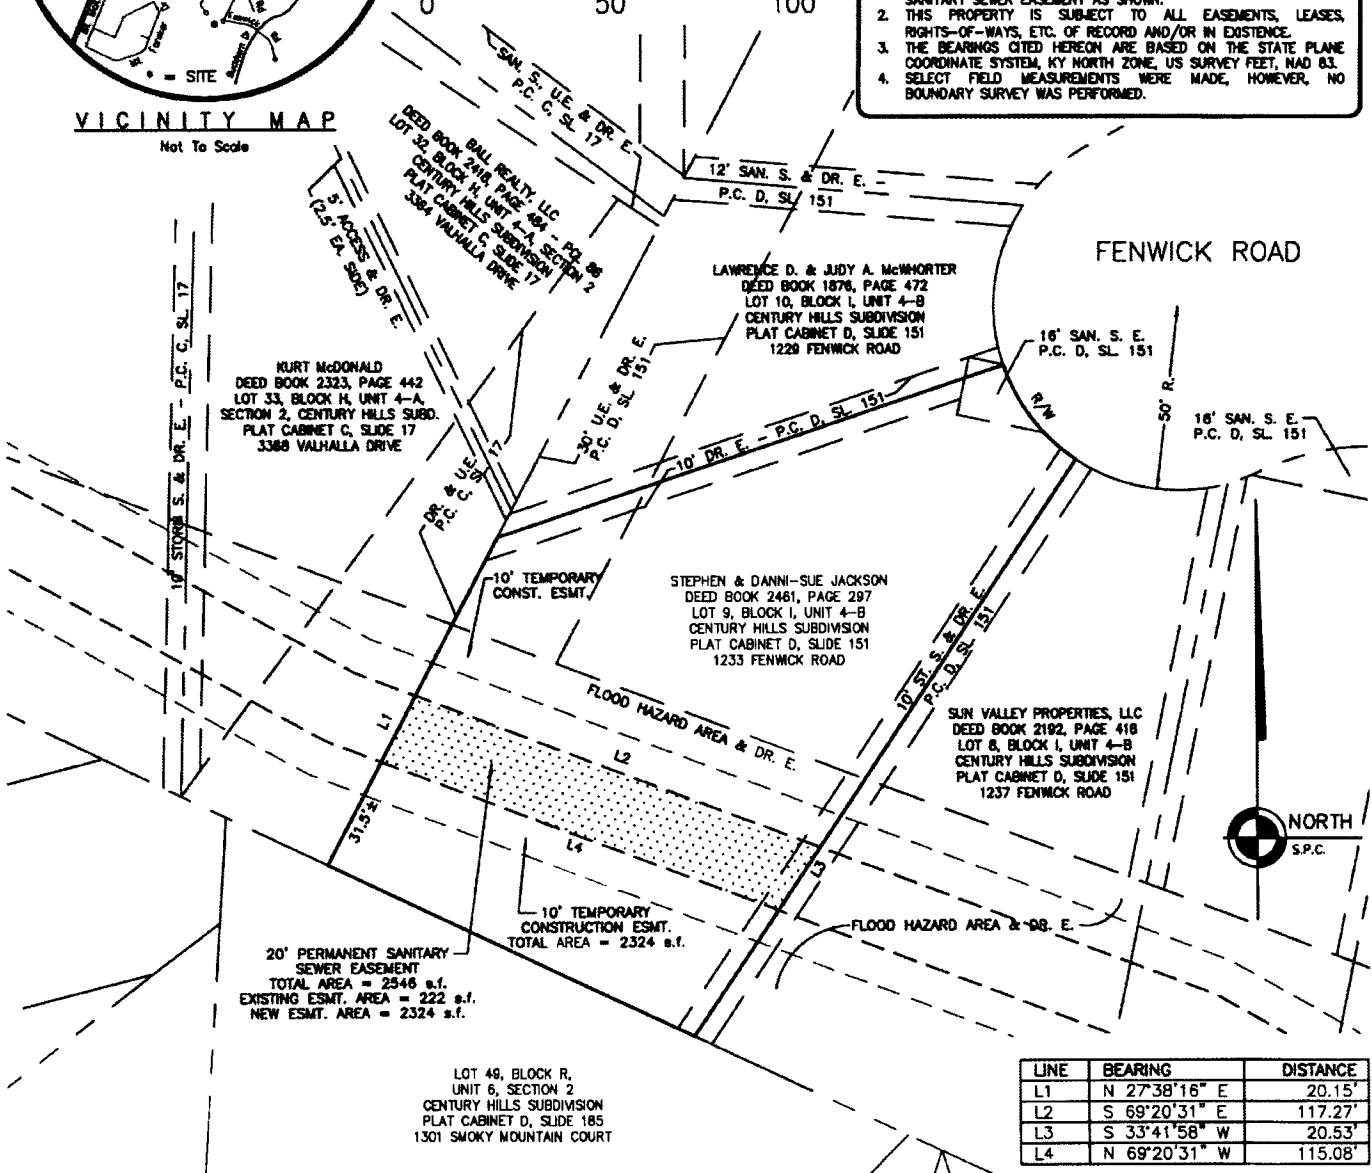 0 50 100
SANITARY SEWER EASEMENT AS SHOWN.
2. THIS PROPERTY IS SUBJECT TO ALL EASEMENTS, LEASES,
RIGHTS-OF-WAYS, ETC. OF RECORD AND/OR IN EXISTENCE.
3. THE BEARINGS CITED HEREON ARE BASED ON THE STATE PLANE
COORDINATE SYSTEM, KY NORTH ZONE, US SURVEY FEET, NAD 83.
4. SELECT FIELD MEASUREMENTS WERE MADE, HOWEVER, NO
BOUNDARY SURVEY WAS PERFORMED.
Fenwick Rd
• = SITE
VICINITY MAP
Not To Scale
SAN. S., U.E. & DR. E.
P.C. C, SL 17
BALL REALTY, LLC
DEED BOOK 2418, PAGE 484 - PG. 86
LOT 32, BLOCK H, UNIT 4-A, SECTION 2
CENTURY HILLS SUBDIVISION
PLAT CABINET C, SLIDE 17
3384 VALHALLA DRIVE
12' SAN. S. & DR. E. -
P.C. D, SL 151
FENWICK ROAD
5' ACCESS & DR. E.
(2.5' EA. SIDE)
LAWRENCE D. & JUDY A. McWHORTER
DEED BOOK 1876, PAGE 472
LOT 10, BLOCK I, UNIT 4-B
CENTURY HILLS SUBDIVISION
PLAT CABINET D, SLIDE 151
1229 FENWICK ROAD
10' STORM S. & DR. E. - P.C. C, SL 17
KURT McDONALD
DEED BOOK 2323, PAGE 442
LOT 33, BLOCK H, UNIT 4-A,
SECTION 2, CENTURY HILLS SUBD.
PLAT CABINET C, SLIDE 17
3388 VALHALLA DRIVE
30' U.E. & DR. E.
P.C. D, SL 151
16' SAN. S. E.
P.C. D, SL 151
R/W
50' R.
16' SAN. S. E.
P.C. D, SL 151
10' DR. E. - P.C. D, SL 151
DR. & U.E.
P.C. C, SL 17
10' TEMPORARY
CONST. ESMT.
STEPHEN & DANNI-SUE JACKSON
DEED BOOK 2461, PAGE 297
LOT 9, BLOCK I, UNIT 4-B
CENTURY HILLS SUBDIVISION
PLAT CABINET D, SLIDE 151
1233 FENWICK ROAD
10' ST. S. & DR. E.
P.C. D, SL 151
FLOOD HAZARD AREA & DR. E.
SUN VALLEY PROPERTIES, LLC
DEED BOOK 2192, PAGE 416
LOT 8, BLOCK I, UNIT 4-B
CENTURY HILLS SUBDIVISION
PLAT CABINET D, SLIDE 151
1237 FENWICK ROAD
L1
L2
L3
L4
31.5'±
NORTH
S.P.C.
10' TEMPORARY
CONSTRUCTION ESMT.
TOTAL AREA = 2324 s.f.
FLOOD HAZARD AREA & DR. E.
20' PERMANENT SANITARY
SEWER EASEMENT
TOTAL AREA = 2546 s.f.
EXISTING ESMT. AREA = 222 s.f.
NEW ESMT. AREA = 2324 s.f.
LOT 49, BLOCK R,
UNIT 6, SECTION 2
CENTURY HILLS SUBDIVISION
PLAT CABINET D, SLIDE 185
1301 SMOKY MOUNTAIN COURT
LINE BEARING DISTANCE
L1 N 27°38'16" E 20.15'
L2 S 69°20'31" E 117.27'
L3 S 33°41'58" W 20.53'
L4 N 69°20'31" W 115.08'